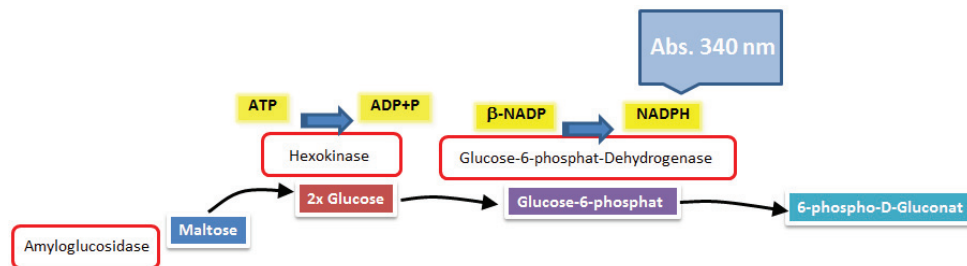 Abs. 340 nm
ATP
ADP+P
β-NADP
NADPH
Hexokinase
Glucose-6-phosphat-Dehydrogenase
2x Glucose
Glucose-6-phosphat
6-phospho-D-Gluconat
Maltose
Amyloglucosidase